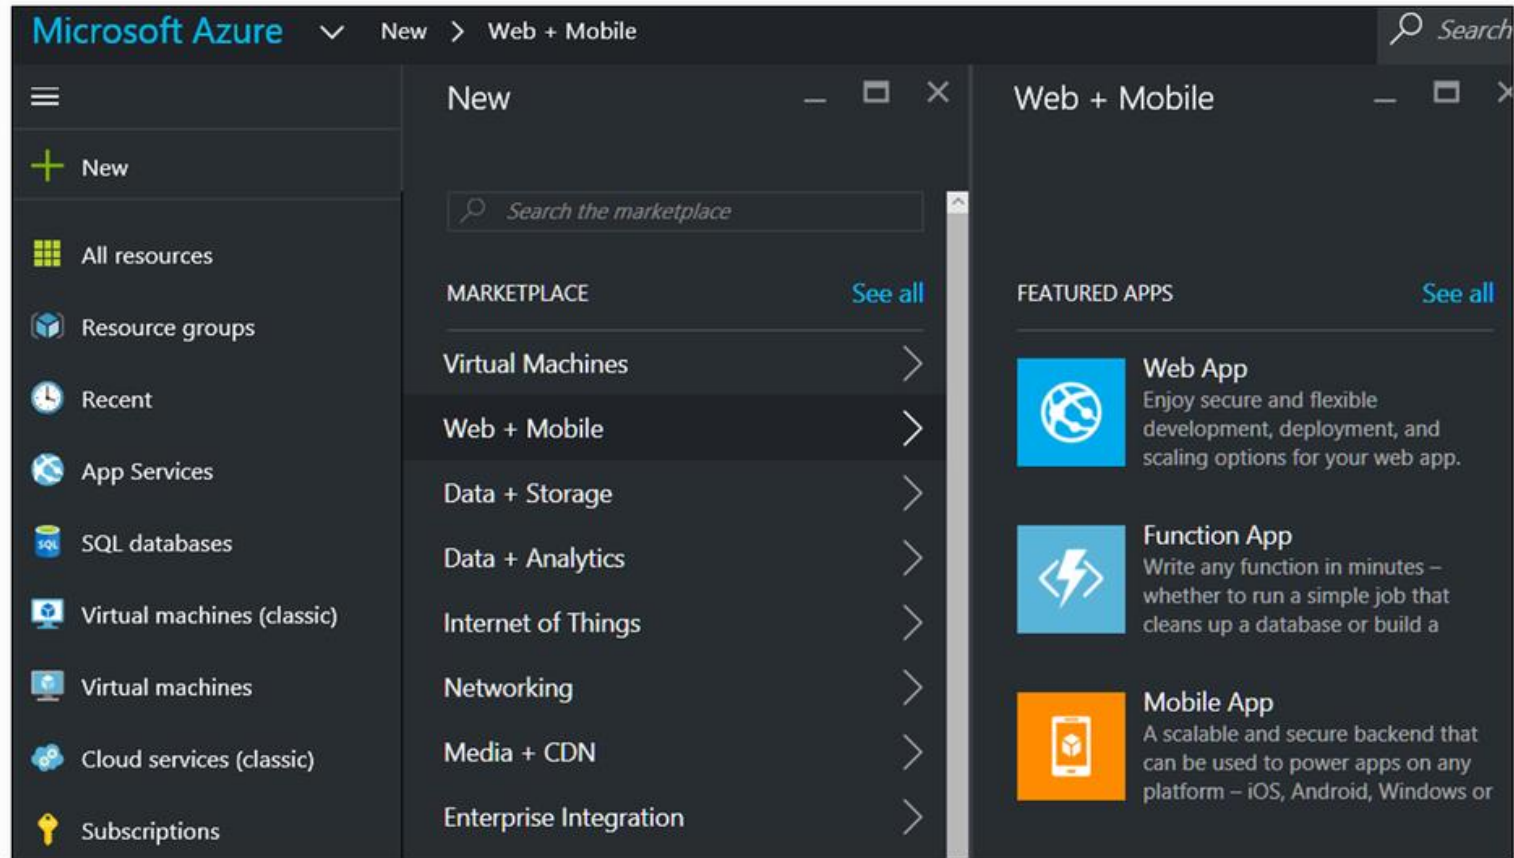 Microsoft Azure New > Web + Mobile Search
New
All resources
Resource groups
Recent
App Services
SQL databases
Virtual machines (classic)
Virtual machines
Cloud services (classic)
Subscriptions
New
Search the marketplace
MARKETPLACE See all
Virtual Machines
Web + Mobile
Data + Storage
Data + Analytics
Internet of Things
Networking
Media + CDN
Enterprise Integration
Web + Mobile
FEATURED APPS See all
Web App
Enjoy secure and flexible
development, deployment, and
scaling options for your web app.
Function App
Write any function in minutes –
whether to run a simple job that
cleans up a database or build a
Mobile App
A scalable and secure backend that
can be used to power apps on any
platform – iOS, Android, Windows or